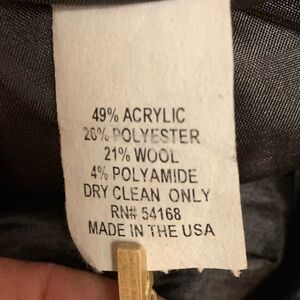 49% ACRYLIC
26% POLYESTER
21% WOOL
4% POLYAMIDE
DRY CLEAN ONLY
RN# 54168
MADE IN THE USA